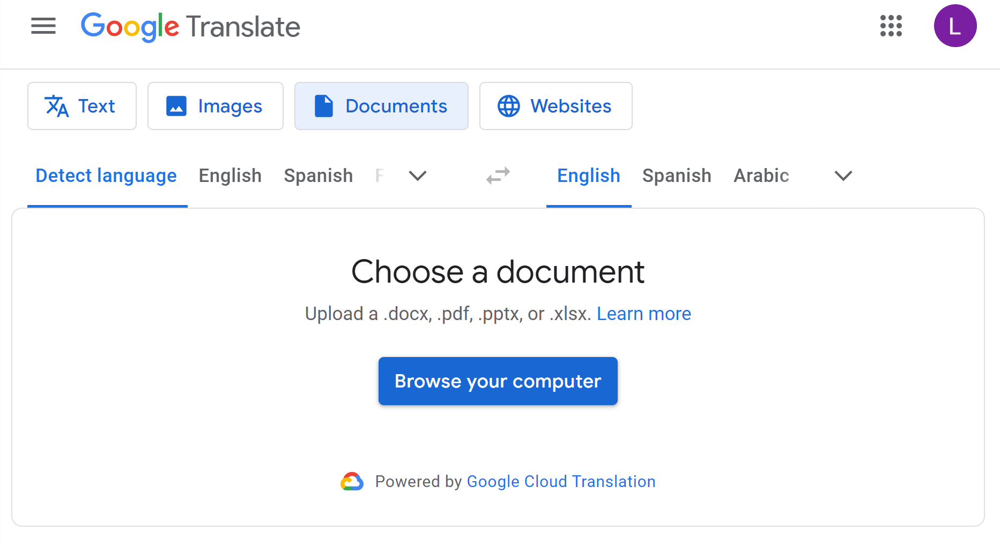 Google Translate
L
Text Images Documents Websites
Detect language English Spanish English Spanish Arabic
Choose a document
Upload a .docx, .pdf, .pptx, or .xlsx. Learn more
Browse your computer
Powered by Google Cloud Translation